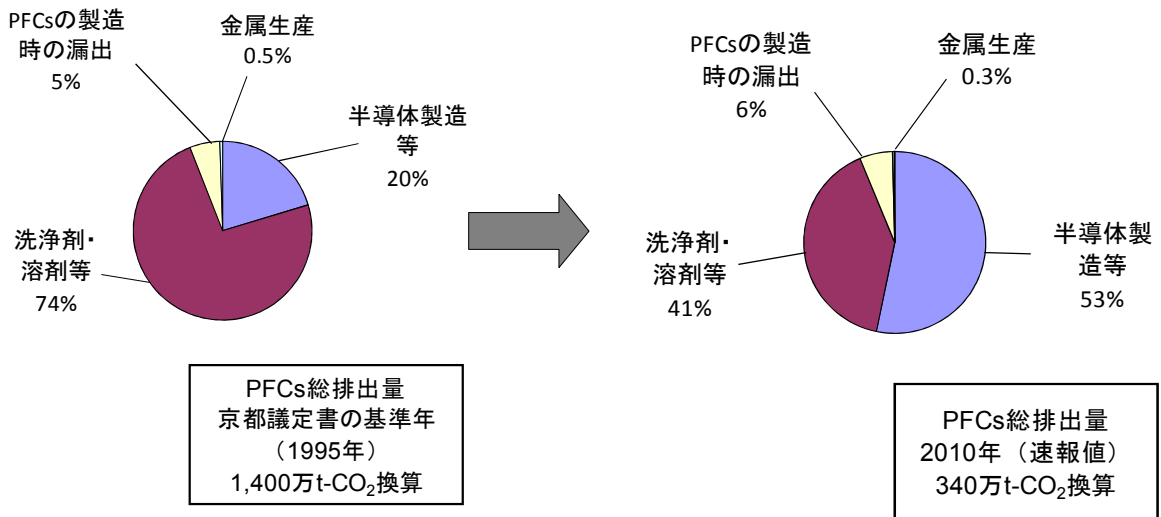 PFCsの製造
時の漏出
5%
金属生産
0.5%
半導体製造
等
20%
洗浄剤・
溶剤等
74%
PFCs総排出量
京都議定書の基準年
（1995年）
1,400万t-CO₂換算
PFCsの製造
時の漏出
6%
金属生産
0.3%
半導体製
造等
53%
洗浄剤・
溶剤等
41%
PFCs総排出量
2010年（速報値）
340万t-CO₂換算